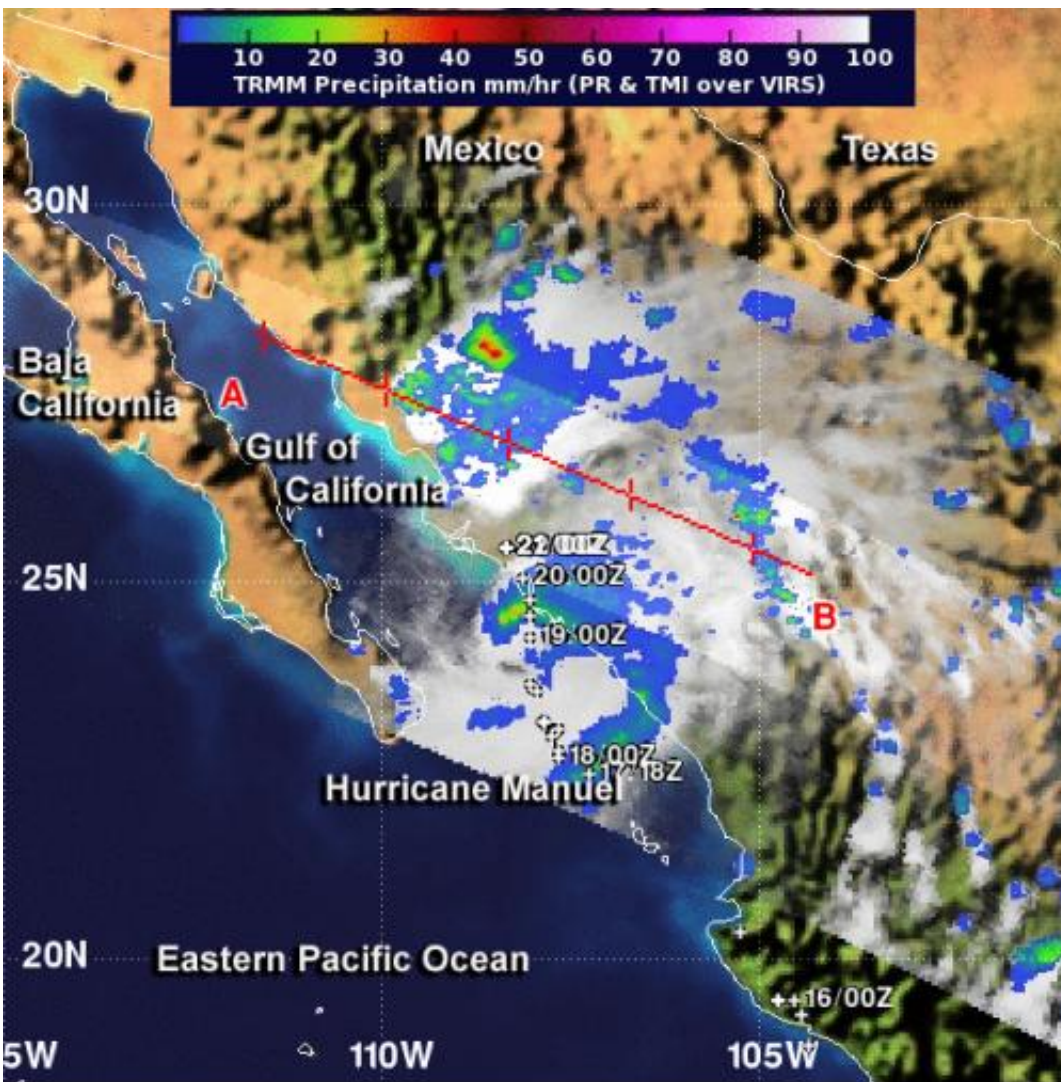 10 20 30 40 50 60 70 80 90 100
TRMM Precipitation mm/hr (PR & TMI over VIRS)
Mexico
Texas
30N
Baja
California
A
Gulf of
California
25N
20/00Z
B
19/00Z
18/00Z
17/18Z
Hurricane Manuel
20N
Eastern Pacific Ocean
16/00Z
5W
110W
105W